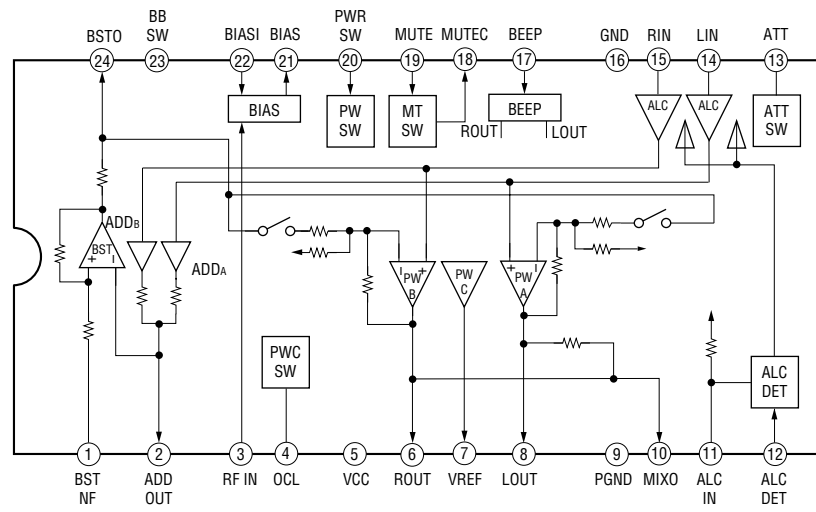 BSTO
BB SW
BIASI
BIAS
PWR SW
MUTE
MUTEC
BEEP
GND
RIN
LIN
ATT
24
23
22
21
20
19
18
17
16
15
14
13
BIAS
PW SW
MT SW
BEEP
ROUT
LOUT
ALC
ALC
ATT SW
ADDB
BST
+
–
ADDA
–
+
PW B
PW C
+
–
PW A
PWC SW
ALC DET
1
2
3
4
5
6
7
8
9
10
11
12
BST NF
ADD OUT
RF IN
OCL
VCC
ROUT
VREF
LOUT
PGND
MIXO
ALC IN
ALC DET